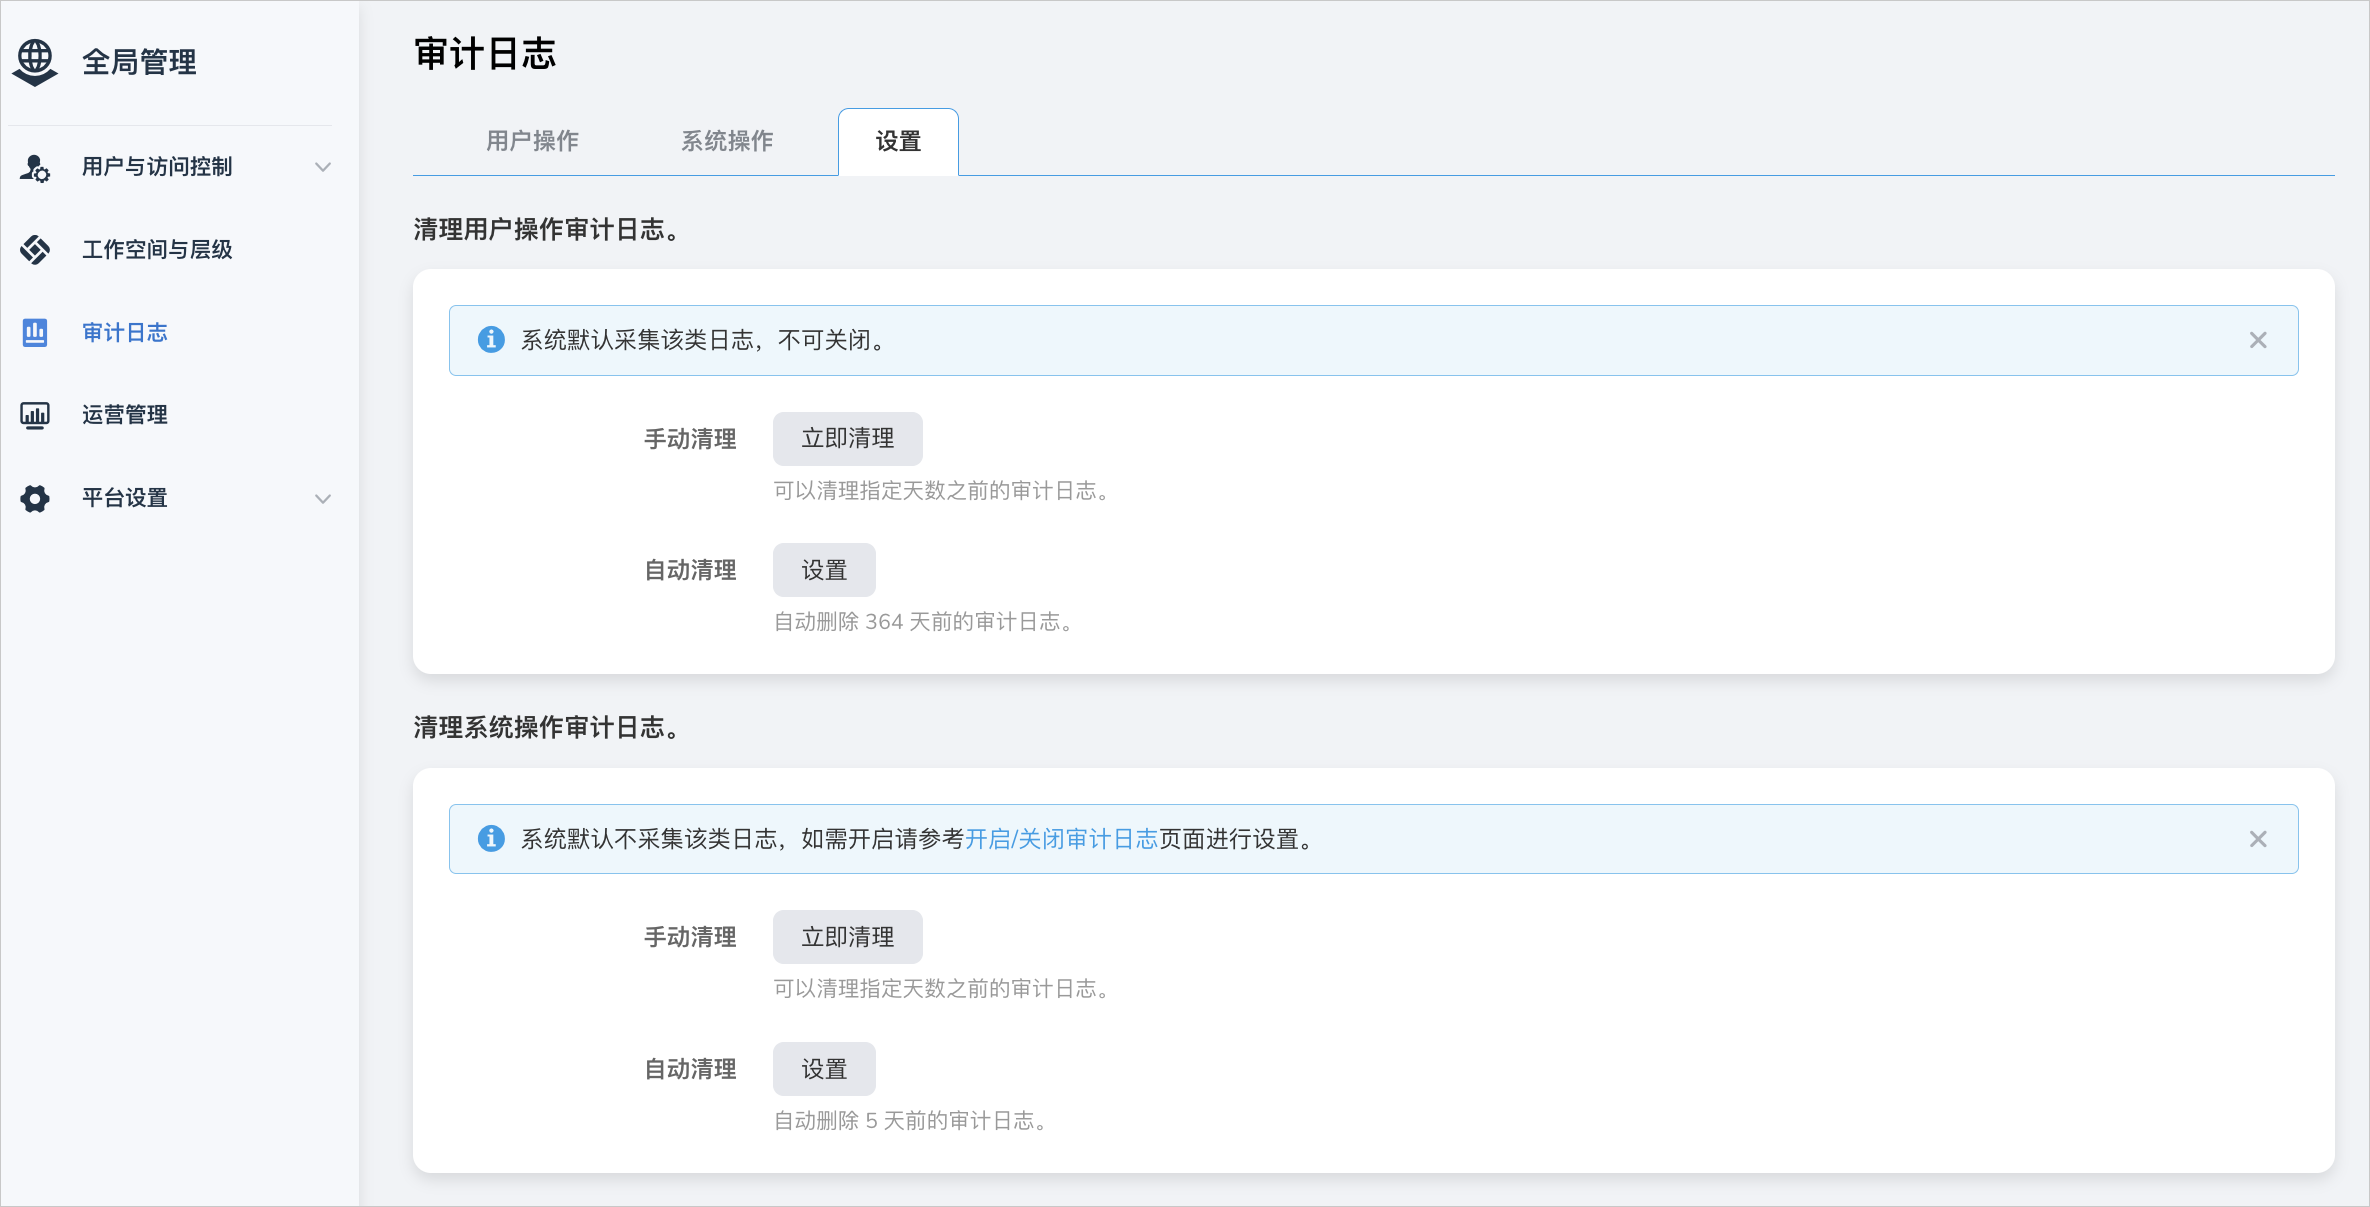 全局管理
用户与访问控制
工作空间与层级
审计日志
运营管理
平台设置
审计日志
用户操作
系统操作
设置
清理用户操作审计日志。
系统默认采集该类日志，不可关闭。
手动清理
立即清理
可以清理指定天数之前的审计日志。
自动清理
设置
自动删除 364 天前的审计日志。
清理系统操作审计日志。
系统默认不采集该类日志，如需开启请参考开启/关闭审计日志页面进行设置。
手动清理
立即清理
可以清理指定天数之前的审计日志。
自动清理
设置
自动删除 5 天前的审计日志。